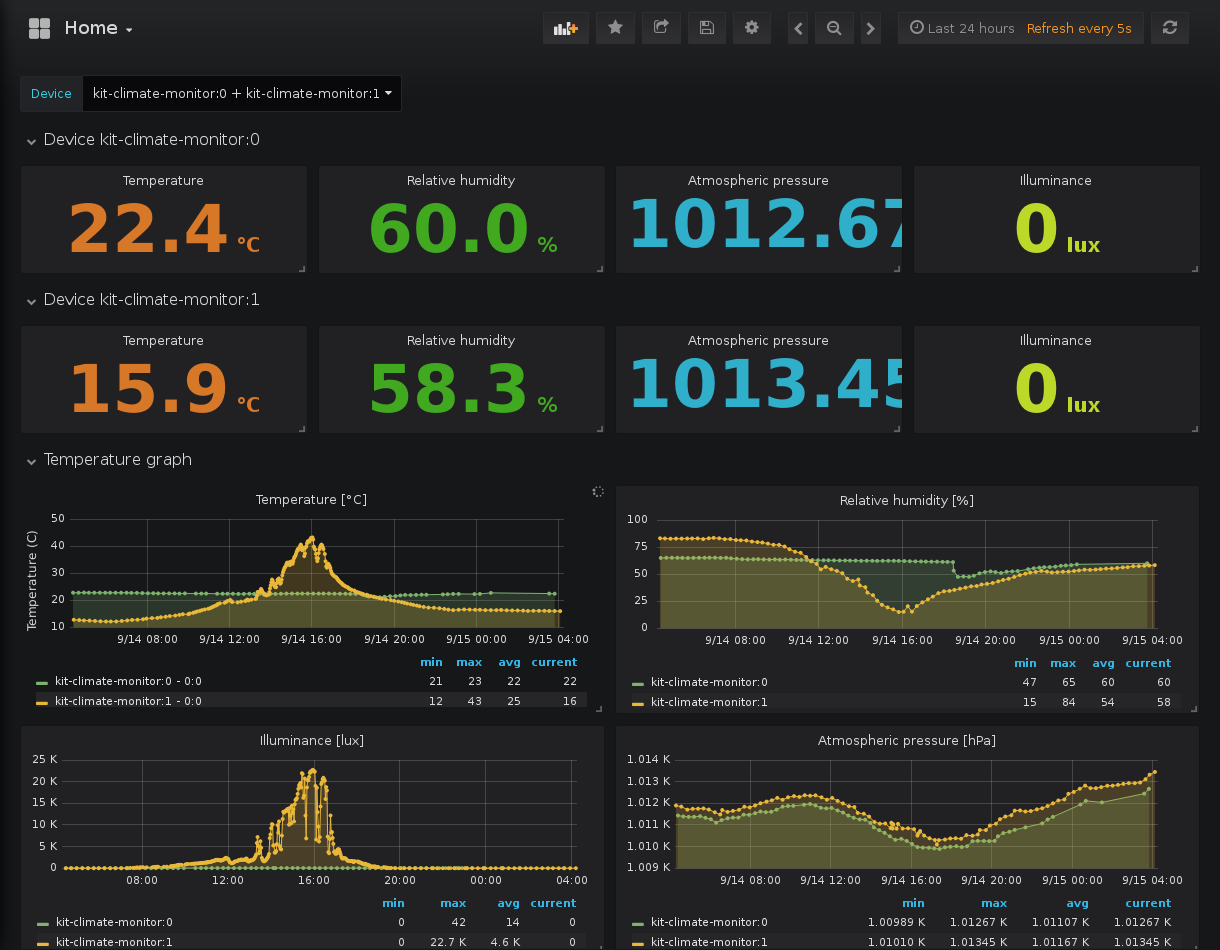 Home
Last 24 hours Refresh every 5s
Device kit-climate-monitor:0 + kit-climate-monitor:1
Device kit-climate-monitor:0
Temperature Relative humidity Atmospheric pressure Illuminance
22.4 °C 60.0 % 1012.67 0 lux
Device kit-climate-monitor:1
Temperature Relative humidity Atmospheric pressure Illuminance
15.9 °C 58.3 % 1013.45 0 lux
Temperature graph
Temperature [°C]
Temperature (C)
50
40
30
20
10
9/14 08:00 9/14 12:00 9/14 16:00 9/14 20:00 9/15 00:00 9/15 04:00
min max avg current
kit-climate-monitor:0 - 0:0 21 23 22 22
kit-climate-monitor:1 - 0:0 12 43 25 16
Relative humidity [%]
100
75
50
25
0
9/14 08:00 9/14 12:00 9/14 16:00 9/14 20:00 9/15 00:00 9/15 04:00
min max avg current
kit-climate-monitor:0 47 65 60 60
kit-climate-monitor:1 15 84 54 58
Illuminance [lux]
25 K
20 K
15 K
10 K
5 K
0
08:00 12:00 16:00 20:00 00:00 04:00
min max avg current
kit-climate-monitor:0 0 42 14 0
kit-climate-monitor:1 0 22.7 K 4.6 K 0
Atmospheric pressure [hPa]
1.014 K
1.013 K
1.012 K
1.011 K
1.010 K
1.009 K
9/14 08:00 9/14 12:00 9/14 16:00 9/14 20:00 9/15 00:00 9/15 04:00
min max avg current
kit-climate-monitor:0 1.00989 K 1.01267 K 1.01107 K 1.01267 K
kit-climate-monitor:1 1.01010 K 1.01345 K 1.01167 K 1.01345 K